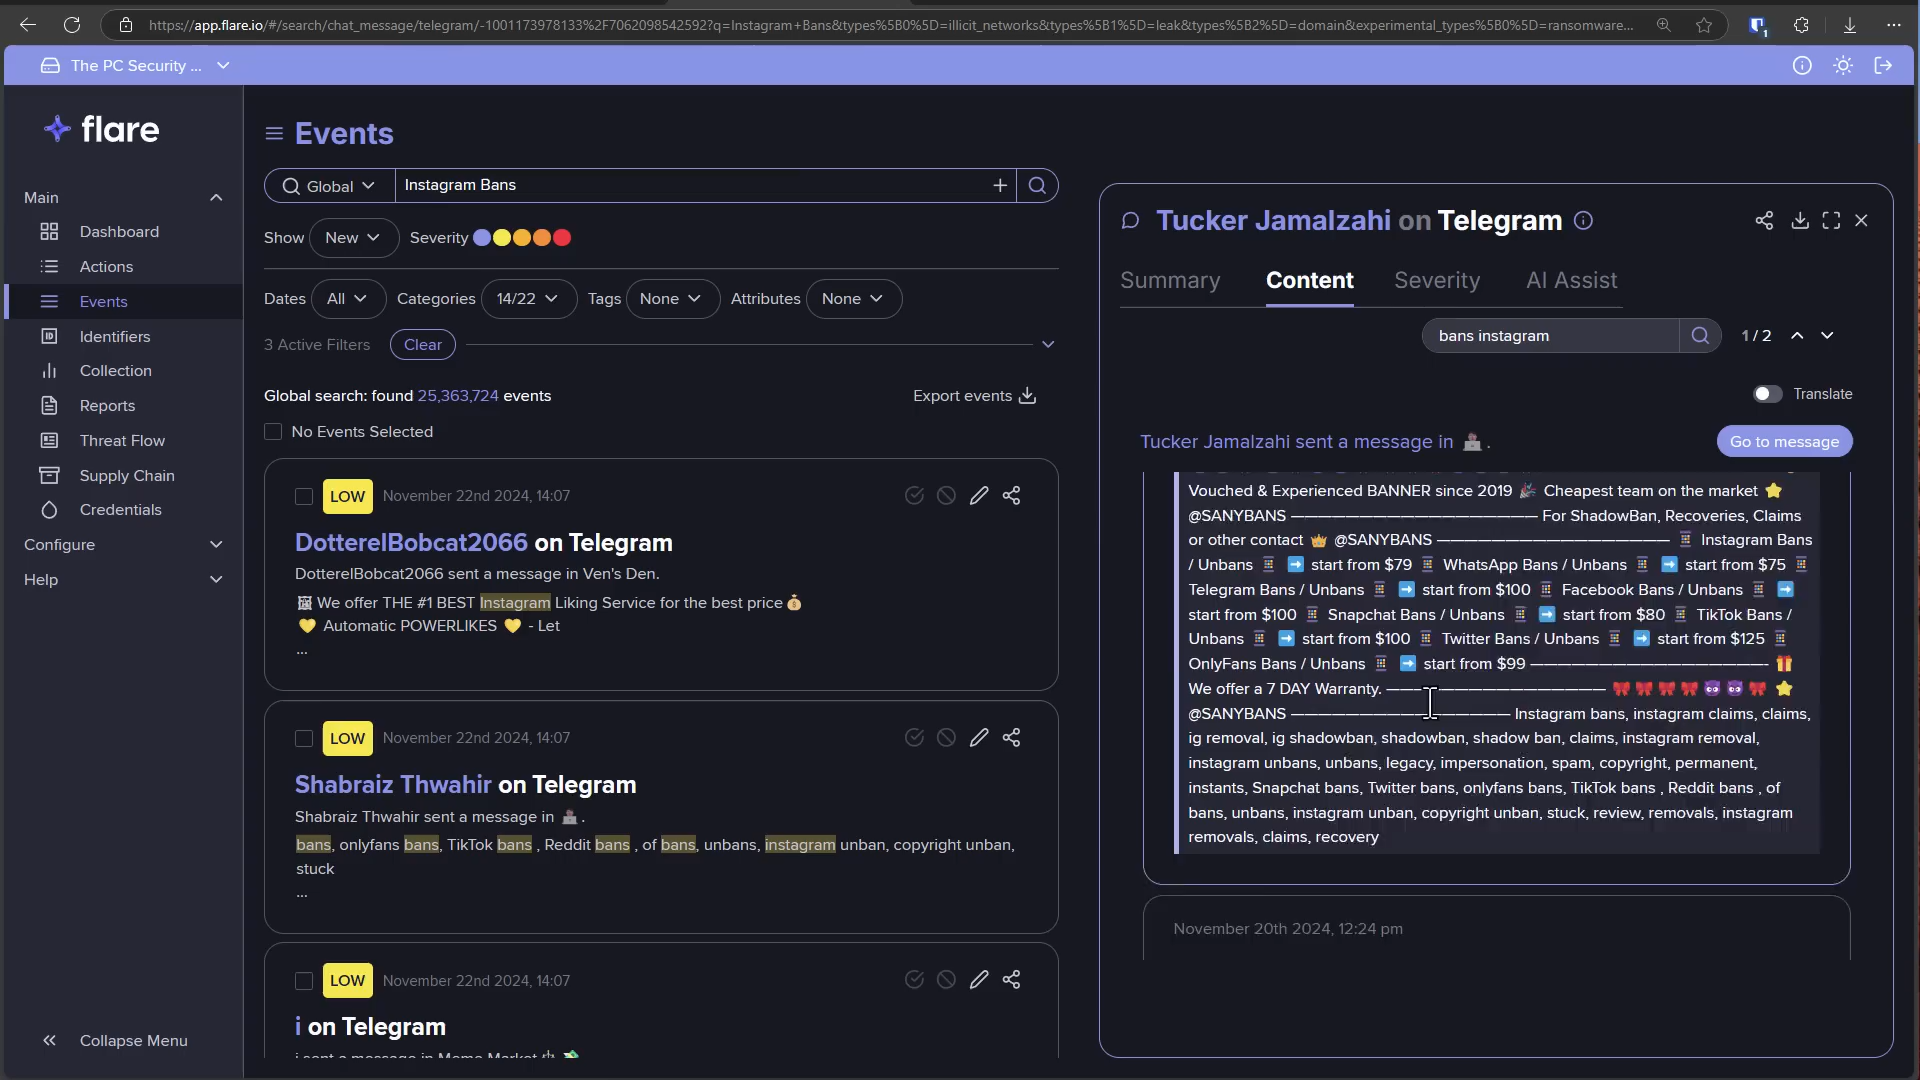 https://app.flare.io/#/search/chat_message/telegram/-1001173978133%2F7062098542592?q=Instagram+Bans&types%5B0%5D=illicit_networks&types%5B1%5D=leak&types%5B2%5D=domain&experimental_types%5B0%5D=ransomware...
The PC Security ...
flare
Main
Dashboard
Actions
Events
Identifiers
Collection
Reports
Threat Flow
Supply Chain
Credentials
Configure
Help
Collapse Menu
Events
Global
Instagram Bans
Show
New
Severity
Dates
All
Categories
14/22
Tags
None
Attributes
None
3 Active Filters
Clear
Global search: found 25,363,724 events
Export events
No Events Selected
LOW
November 22nd 2024, 14:07
DotterelBobcat2066 on Telegram
DotterelBobcat2066 sent a message in Ven's Den.
🖼 We offer THE #1 BEST Instagram Liking Service for the best price💰
💛 Automatic POWERLIKES 💛 - Let
...
LOW
November 22nd 2024, 14:07
Shabraiz Thwahir on Telegram
Shabraiz Thwahir sent a message in 👨🏻‍💻 .
bans, onlyfans bans, TikTok bans , Reddit bans , of bans, unbans, instagram unban, copyright unban,
stuck
...
LOW
November 22nd 2024, 14:07
i on Telegram
Tucker Jamalzahi on Telegram
Summary
Content
Severity
AI Assist
bans instagram
1 / 2
Translate
Tucker Jamalzahi sent a message in 👨🏻‍💻 .
Go to message
Vouched & Experienced BANNER since 2019 🎉 Cheapest team on the market ⭐
@SANYBANS —————————————————— For ShadowBan, Recoveries, Claims
or other contact 👑 @SANYBANS ————————————————— 🧵 Instagram Bans
/ Unbans 🧵 ➡️ start from $79 🧵 WhatsApp Bans / Unbans 🧵 ➡️ start from $75 🧵
Telegram Bans / Unbans 🧵 ➡️ start from $100 🧵 Facebook Bans / Unbans 🧵 ➡️
start from $100 🧵 Snapchat Bans / Unbans 🧵 ➡️ start from $80 🧵 TikTok Bans /
Unbans 🧵 ➡️ start from $100 🧵 Twitter Bans / Unbans 🧵 ➡️ start from $125 🧵
OnlyFans Bans / Unbans 🧵 ➡️ start from $99 —————————————————- 🎁
We offer a 7 DAY Warranty. ———————————————— 🎀🎀🎀🎀😈😈🎀 ⭐
@SANYBANS ———————————————— Instagram bans, instagram claims, claims,
ig removal, ig shadowban, shadowban, shadow ban, claims, instagram removal,
instagram unbans, unbans, legacy, impersonation, spam, copyright, permanent,
instants, Snapchat bans, Twitter bans, onlyfans bans, TikTok bans , Reddit bans , of
bans, unbans, instagram unban, copyright unban, stuck, review, removals, instagram
removals, claims, recovery
November 20th 2024, 12:24 pm